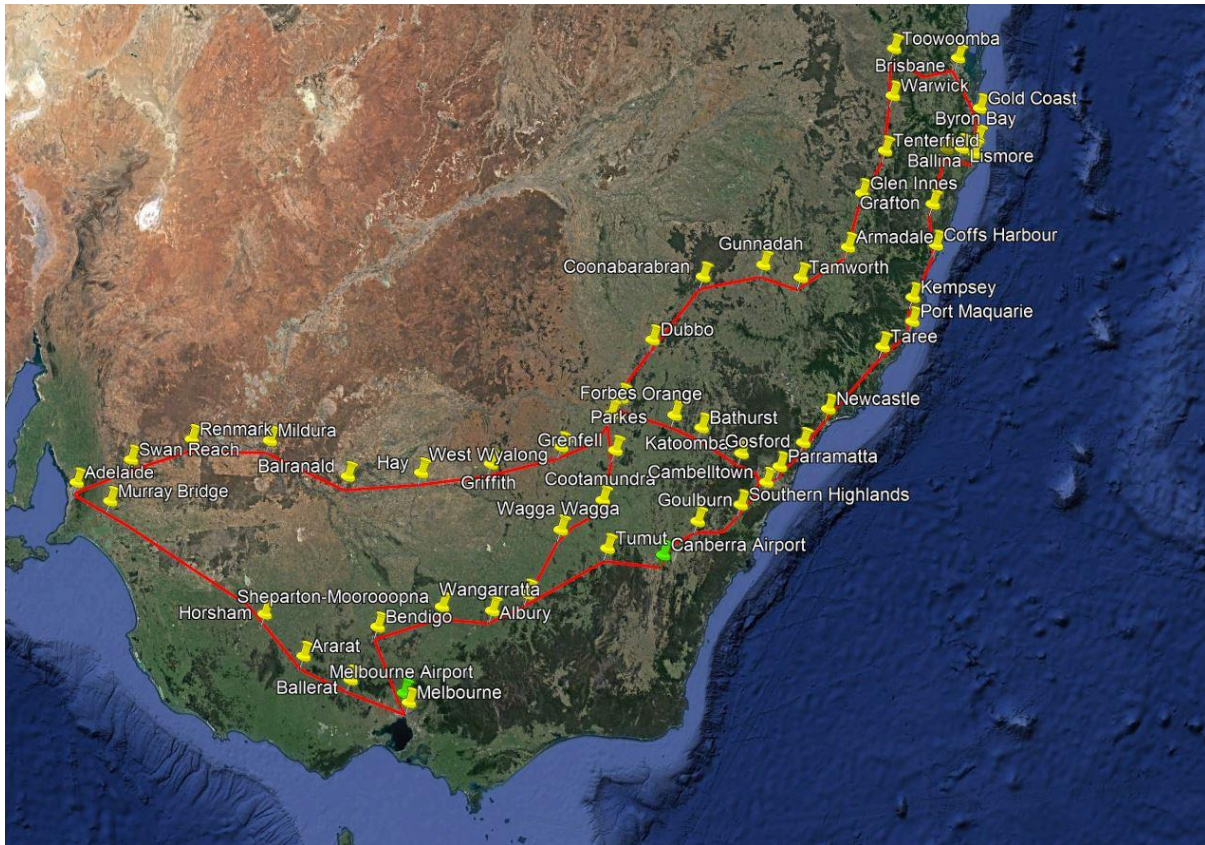 Toowoomba
Brisbane
Warwick
Gold Coast
Byron Bay
Tenterfield
Ballina
Lismore
Glen Innes
Grafton
Armadale
Coffs Harbour
Gunnadah
Coonabarabran
Tamworth
Kempsey
Port Maquarie
Dubbo
Taree
Forbes
Orange
Newcastle
Parkes
Bathurst
Renmark
Mildura
Grenfell
Katoomba
Gosford
Swan Reach
West Wyalong
Parramatta
Adelaide
Balranald
Hay
Griffith
Cootamundra
Cambelltown
Murray Bridge
Goulburn
Southern Highlands
Wagga Wagga
Tumut
Canberra Airport
Sheparton-Moorooopna
Wangarratta
Horsham
Bendigo
Albury
Ararat
Melbourne Airport
Ballerat
Melbourne